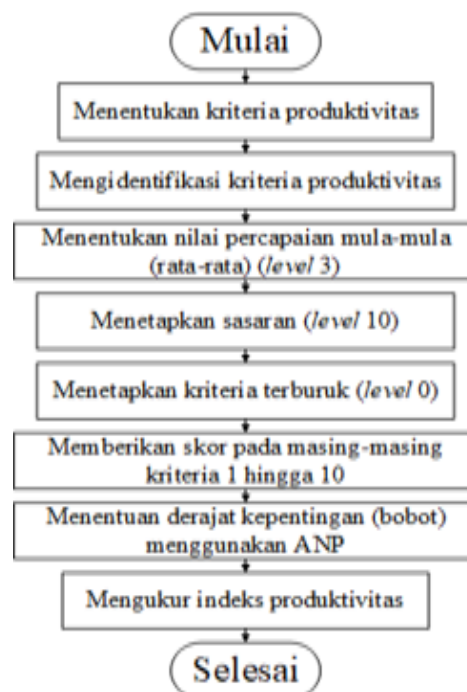 Mulai
Menentukan kriteria produktivitas
Mengidentifikasi kriteria produktivitas
Menentukan nilai percapaian mula-mula
(rata-rata) (level 3)
Menetapkan sasaran (level 10)
Menetapkan kriteria terburuk (level 0)
Memberikan skor pada masing-masing
kriteria 1 hingga 10
Menentuan derajat kepentingan (bobot)
menggunakan ANP
Mengukur indeks produktivitas
Selesai